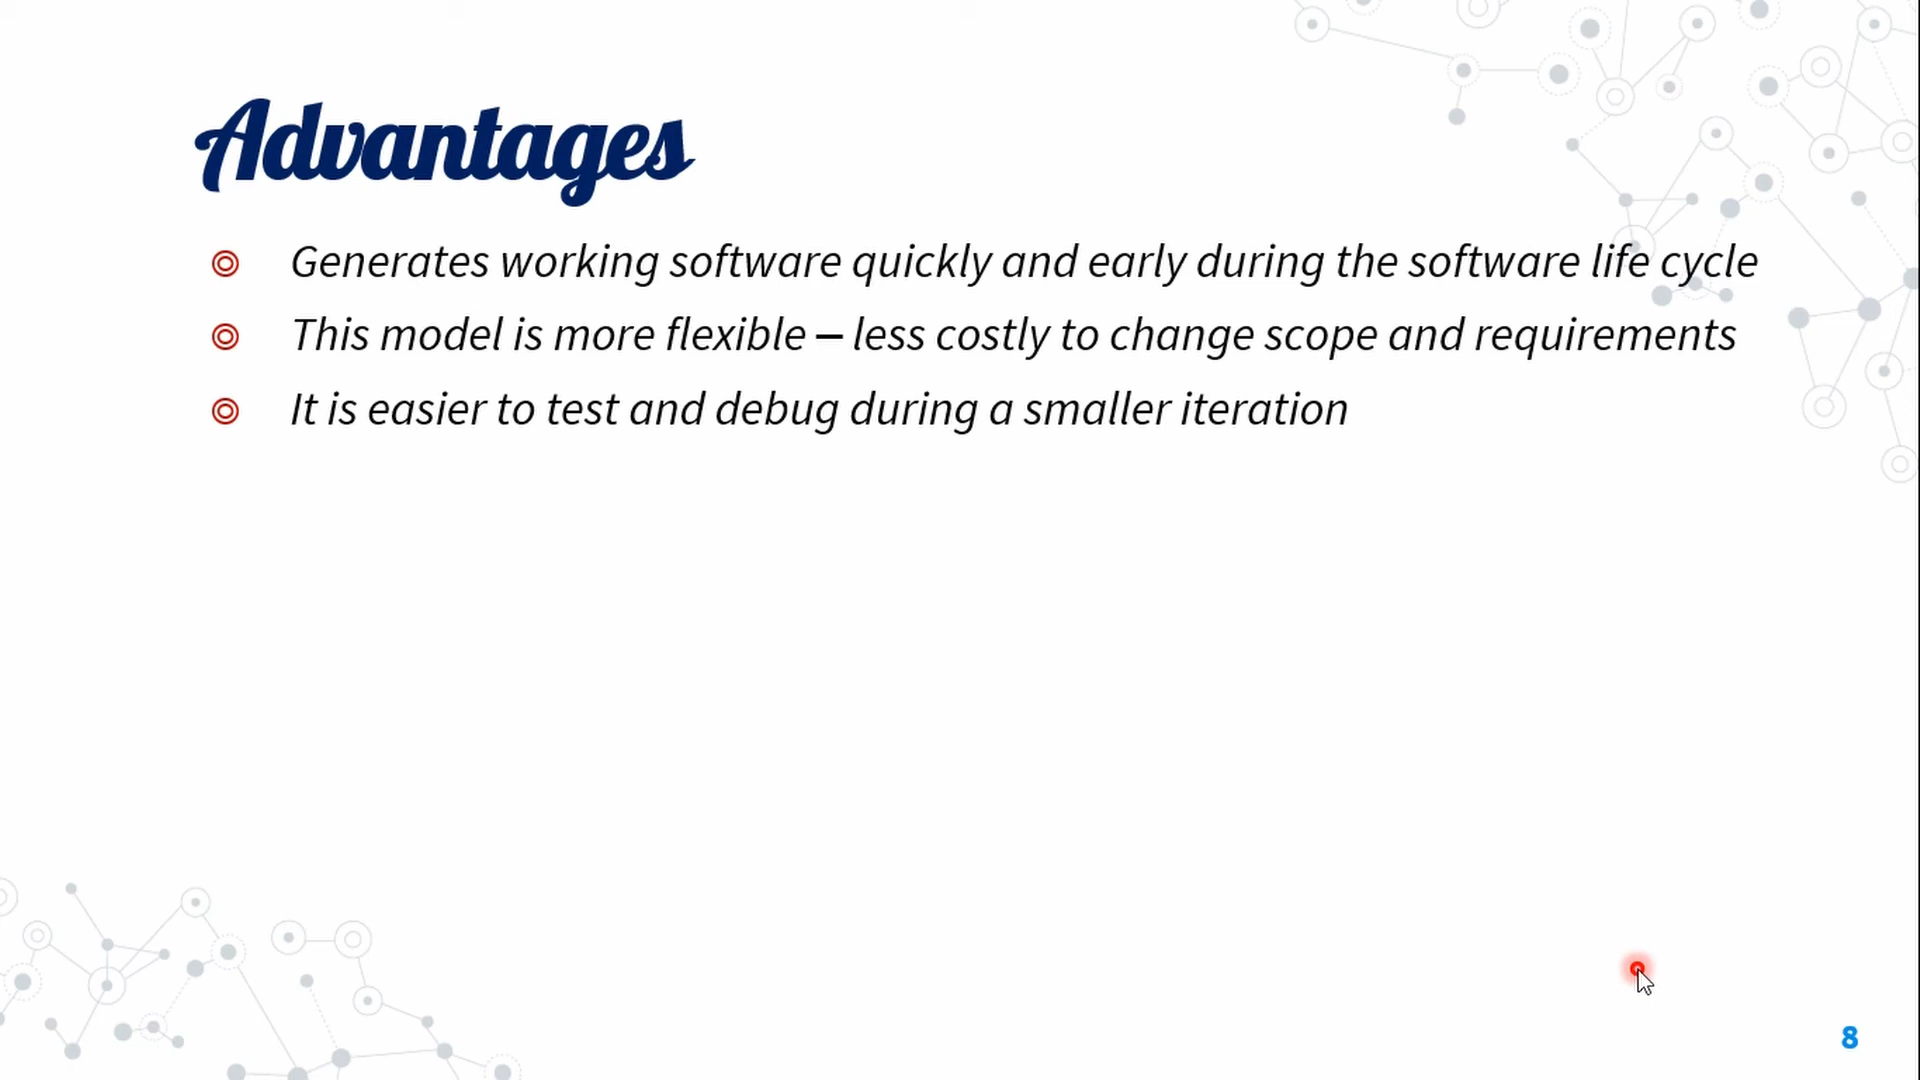 Advantages
Generates working software quickly and early during the software life cycle
This model is more flexible – less costly to change scope and requirements
It is easier to test and debug during a smaller iteration
8